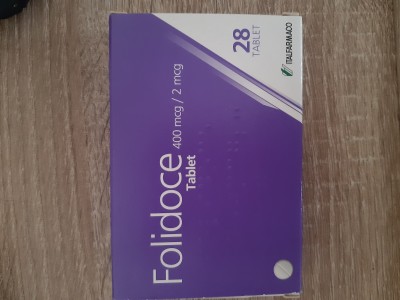 Folidoce 400 mcg / 2 mcg
Tablet
28
TABLET
ITALFARMACO